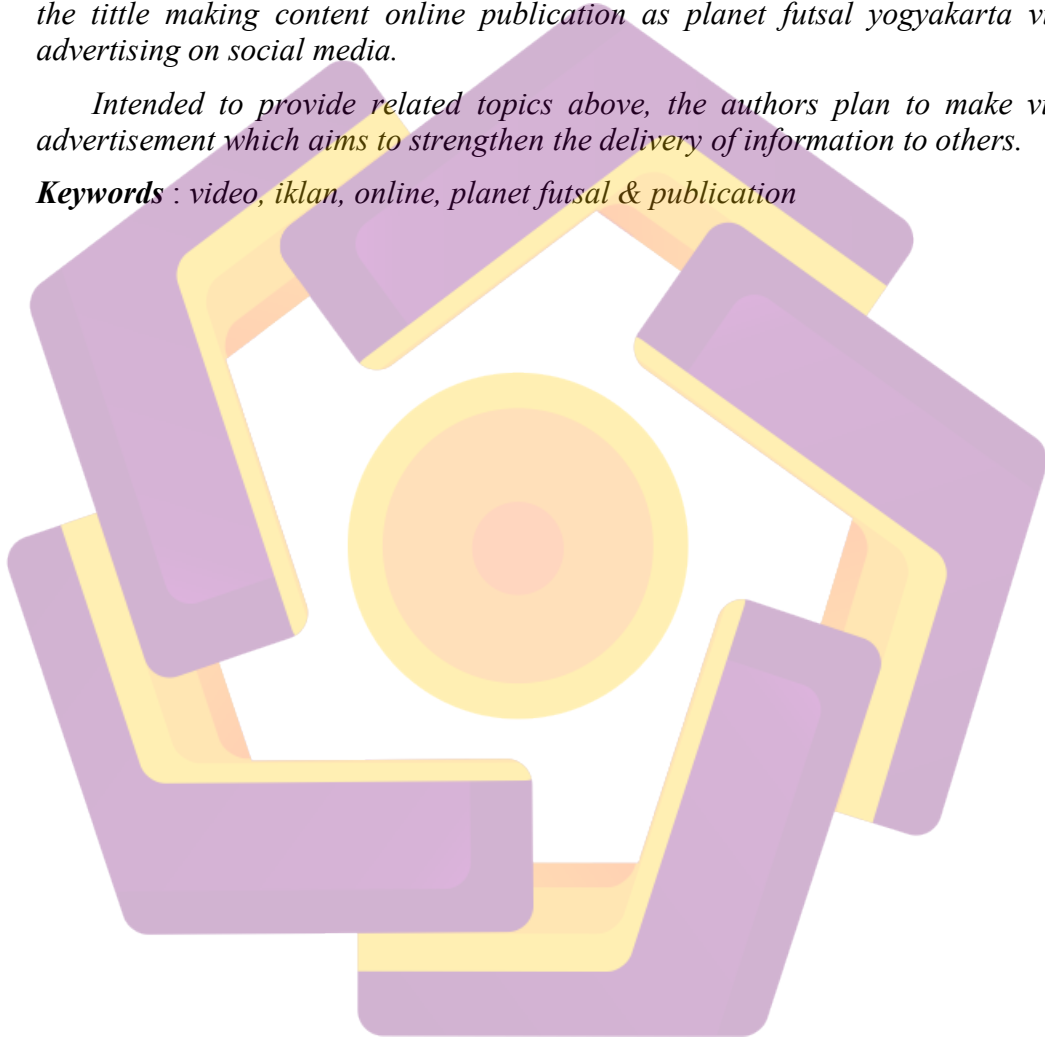 the tittle making content online publication as planet futsal yogyakarta
advertising on social media.
Intended to provide related topics above, the authors plan to make
advertisement which aims to strengthen the delivery of information to others.
Keywords : video, iklan, online, planet futsal & publication